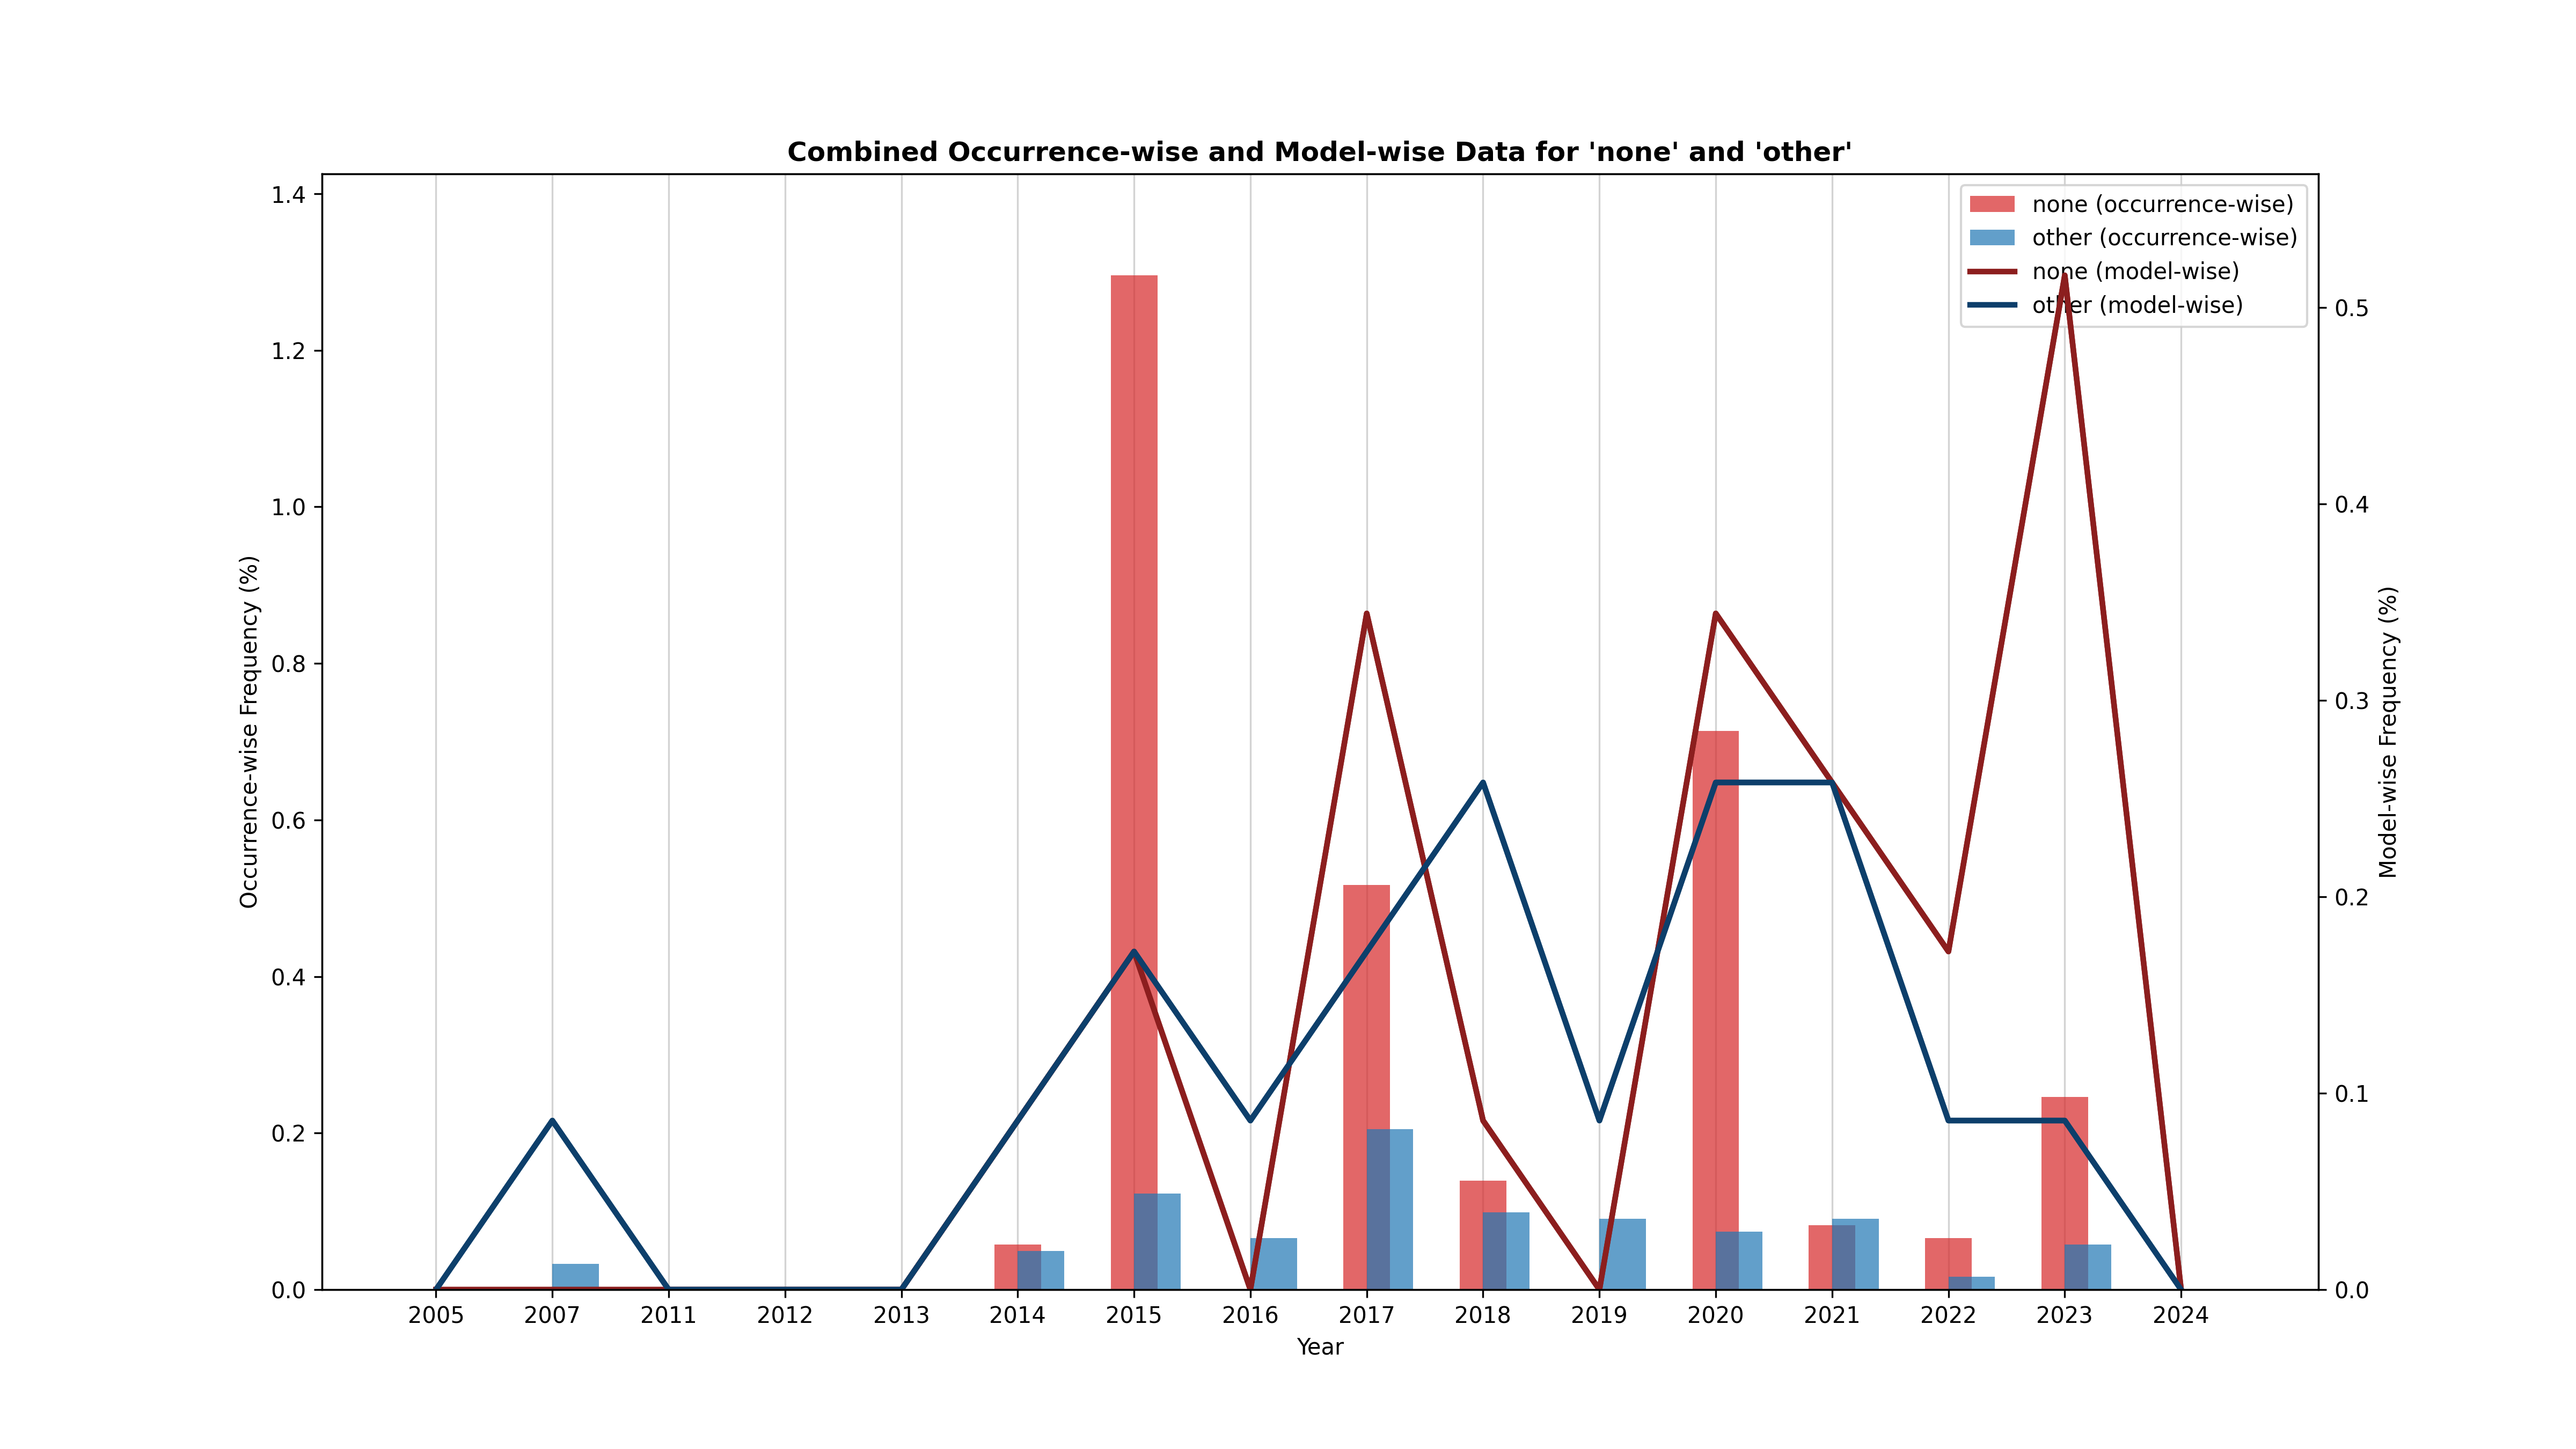 Combined Occurrence-wise and Model-wise Data for 'none' and 'other'
none (occurrence-wise)
other (occurrence-wise)
none (model-wise)
other (model-wise)
Occurrence-wise Frequency (%)
1.4
1.2
1.0
0.8
0.6
0.4
0.2
0.0
Model-wise Frequency (%)
0.5
0.4
0.3
0.2
0.1
0.0
2005 2007 2011 2012 2013 2014 2015 2016 2017 2018 2019 2020 2021 2022 2023 2024
Year